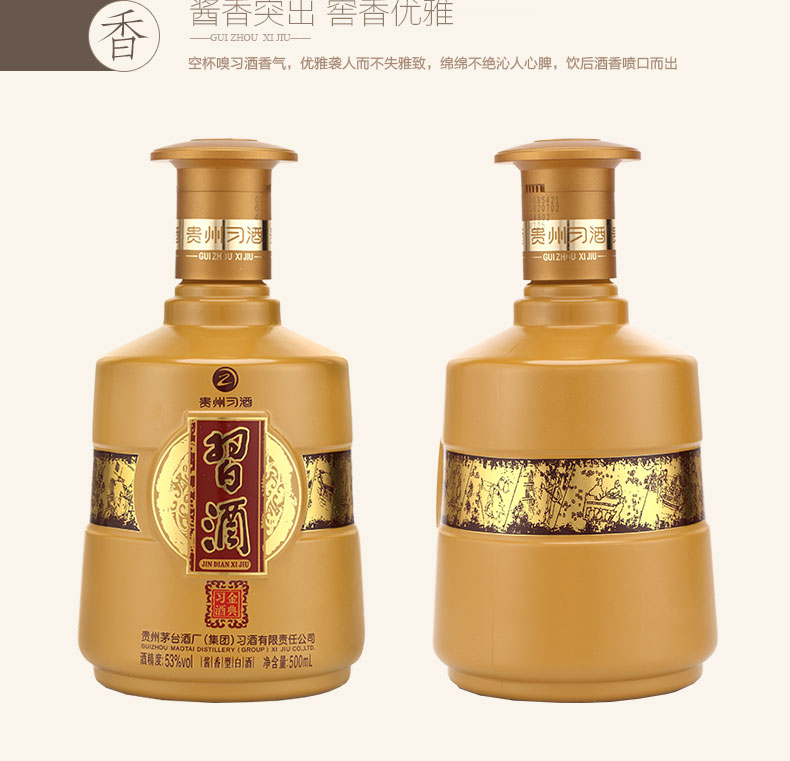 香
酱香突出 窖香优雅
GUI ZHOU XI JIU
空杯嗅习酒香气，优雅袭人而不失雅致，绵绵不绝沁人心脾，饮后酒香喷口而出
贵州习酒
GUI ZHOU XI JIU
贵州习酒
習酒
JIN DIAN XI JIU
金典
习酒
贵州茅台酒厂（集团）习酒有限责任公司
GUIZHOU MAOTAI DISTILLERY (GROUP) XI JIU CO.,LTD.
酒精度:53%vol 酱香型白酒 净含量:500mL
贵州习酒
GUI ZHOU XI JIU